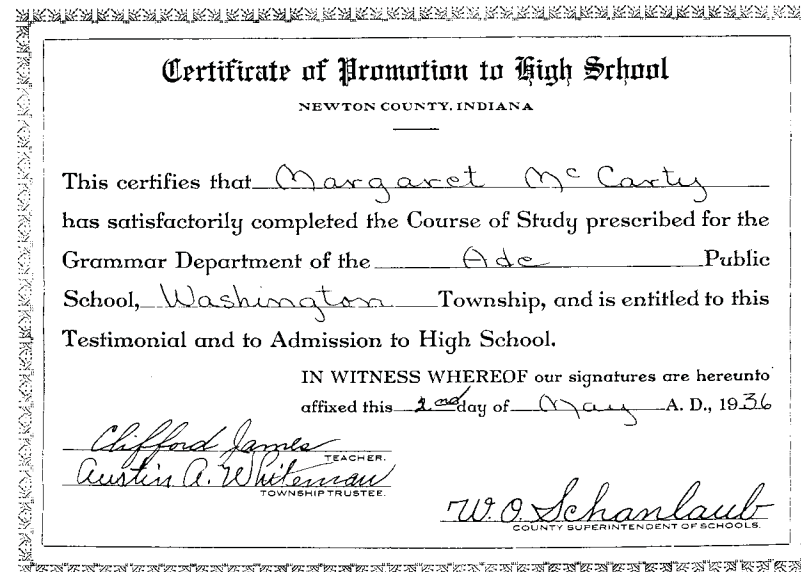 Certificate of Promotion to High School
NEWTON COUNTY, INDIANA
This certifies that Margaret McCarty
has satisfactorily completed the Course of Study prescribed for the
Grammar Department of the Ade Public
School, Washington Township, and is entitled to this
Testimonial and to Admission to High School.
IN WITNESS WHEREOF our signatures are hereunto
affixed this 2nd day of May A. D., 1936
Clifford James
TEACHER.
Austin A. Whiteman
TOWNSHIP TRUSTEE.
W. O. Schanlaub
COUNTY SUPERINTENDENT OF SCHOOLS.